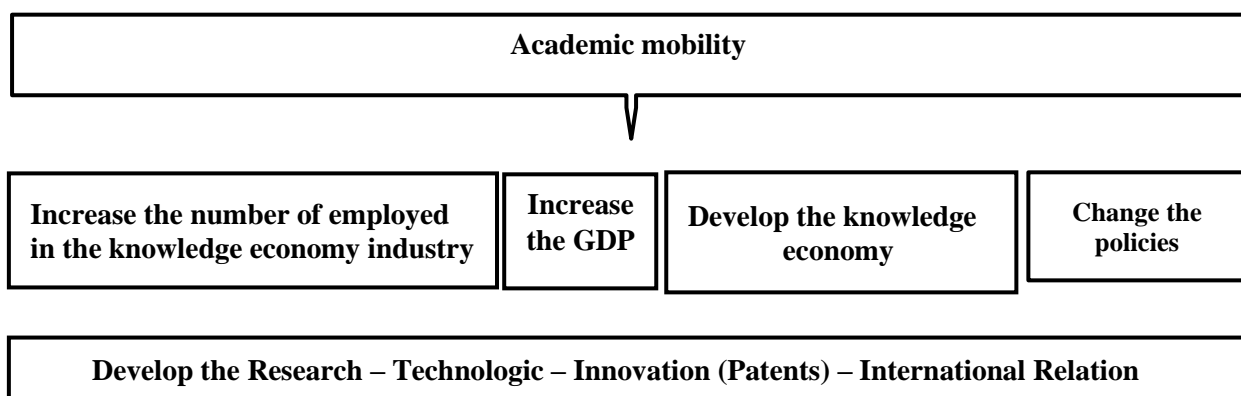 Academic mobility
Increase the number of employed
in the knowledge economy industry
Increase
the GDP
Develop the knowledge
economy
Change the
policies
Develop the Research – Technologic – Innovation (Patents) – International Relation